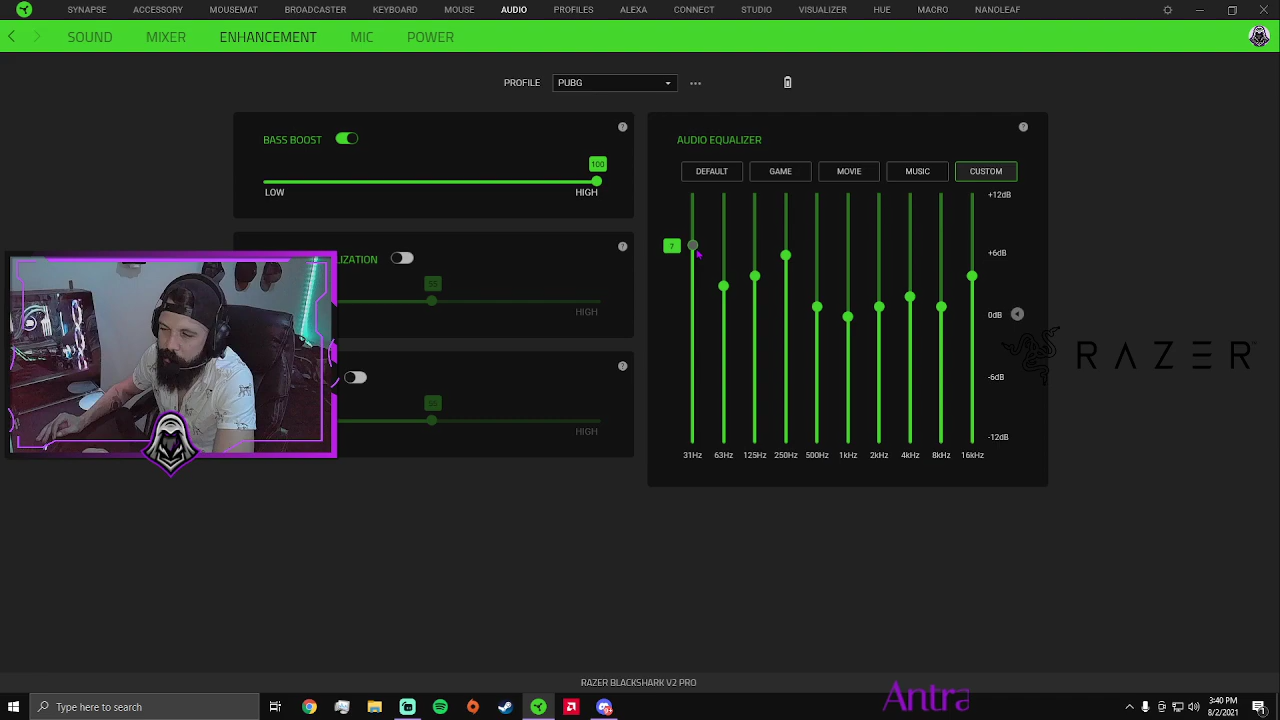 SYNAPSE ACCESSORY MOUSEMAT BROADCASTER KEYBOARD MOUSE AUDIO PROFILES ALEXA CONNECT STUDIO VISUALIZER HUE MACRO NANOLEAF
SOUND MIXER ENHANCEMENT MIC POWER
PROFILE PUBG
BASS BOOST
100
LOW HIGH
LIZATION
55
HIGH
55
HIGH
AUDIO EQUALIZER
DEFAULT GAME MOVIE MUSIC CUSTOM
+12dB
7
+6dB
0dB
-6dB
-12dB
31Hz 63Hz 125Hz 250Hz 500Hz 1kHz 2kHz 4kHz 8kHz 16kHz
RAZER
RAZER BLACKSHARK V2 PRO
Antra
Type here to search
3:40 PM
8/2/2021